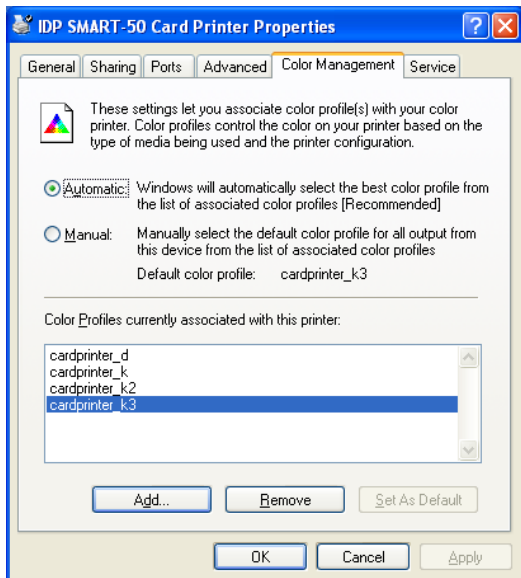 IDP SMART-50 Card Printer Properties
General Sharing Ports Advanced Color Management Service
These settings let you associate color profile(s) with your color
printer. Color profiles control the color on your printer based on the
type of media being used and the printer configuration.
Automatic: Windows will automatically select the best color profile from
the list of associated color profiles [Recommended]
Manual: Manually select the default color profile for all output from
this device from the list of associated color profiles
Default color profile: cardprinter_k3
Color Profiles currently associated with this printer:
cardprinter_d
cardprinter_k
cardprinter_k2
cardprinter_k3
Add... Remove Set As Default
OK Cancel Apply